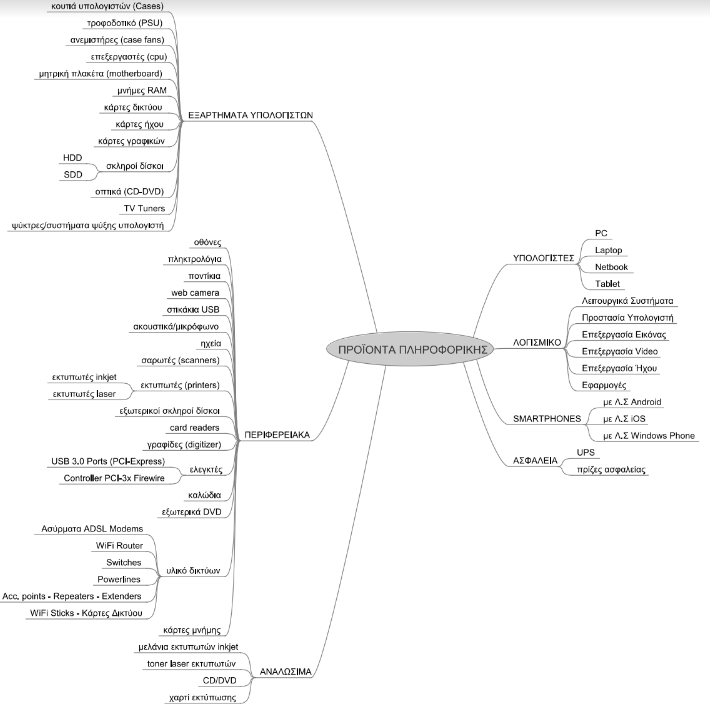 κουτιά υπολογιστών (Cases)
τροφοδοτικό (PSU)
ανεμιστήρες (case fans)
επεξεργαστές (cpu)
μητρική πλακέτα (motherboard)
μνήμες RAM
κάρτες δικτύου
κάρτες ήχου
κάρτες γραφικών
HDD
SDD
σκληροί δίσκοι
οπτικά (CD-DVD)
TV Tuners
ψύκτρες/συστήματα ψύξης υπολογιστή
ΕΞΑΡΤΗΜΑΤΑ ΥΠΟΛΟΓΙΣΤΩΝ
οθόνες
πληκτρολόγια
ποντίκια
web camera
σπικάκια USB
ακουστικά/μικρόφωνο
ηχεία
σαρωτές (scanners)
εκτυπωτές inkjet
εκτυπωτές laser
εκτυπωτές (printers)
εξωτερικοί σκληροί δίσκοι
card readers
γραφίδες (digitizer)
USB 3.0 Ports (PCI-Express)
Controller PCI-3x Firewire
ελεγκτές
καλώδια
εξωτερικά DVD
Ασύρματα ADSL Modems
WiFi Router
Switches
Powerlines
Acc. points - Repeaters - Extenders
WiFi Sticks - Κάρτες Δικτύου
υλικό δικτύων
κάρτες μνήμης
ΠΕΡΙΦΕΡΕΙΑΚΑ
μελάνια εκτυπωτών inkjet
toner laser εκτυπωτών
CD/DVD
χαρτί εκτύπωσης
ΑΝΑΛΩΣΙΜΑ
ΠΡΟΪΟΝΤΑ ΠΛΗΡΟΦΟΡΙΚΗΣ
ΥΠΟΛΟΓΙΣΤΕΣ
PC
Laptop
Netbook
Tablet
ΛΟΓΙΣΜΙΚΟ
Λειτουργικά Συστήματα
Προστασία Υπολογιστή
Επεξεργασία Εικόνας
Επεξεργασία Video
Επεξεργασία Ήχου
Εφαρμογές
SMARTPHONES
με Λ.Σ Android
με Λ.Σ iOS
με Λ.Σ Windows Phone
ΑΣΦΑΛΕΙΑ
UPS
πρίζες ασφαλείας